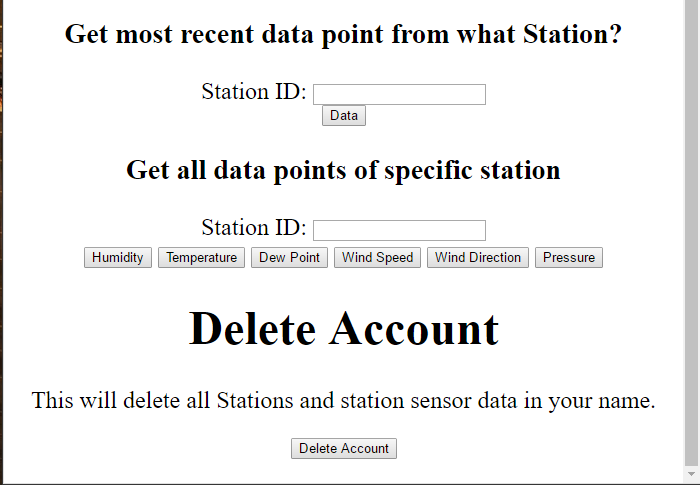 Get most recent data point from what Station?
Station ID:
Data
Get all data points of specific station
Station ID:
Humidity Temperature Dew Point Wind Speed Wind Direction Pressure
Delete Account
This will delete all Stations and station sensor data in your name.
Delete Account